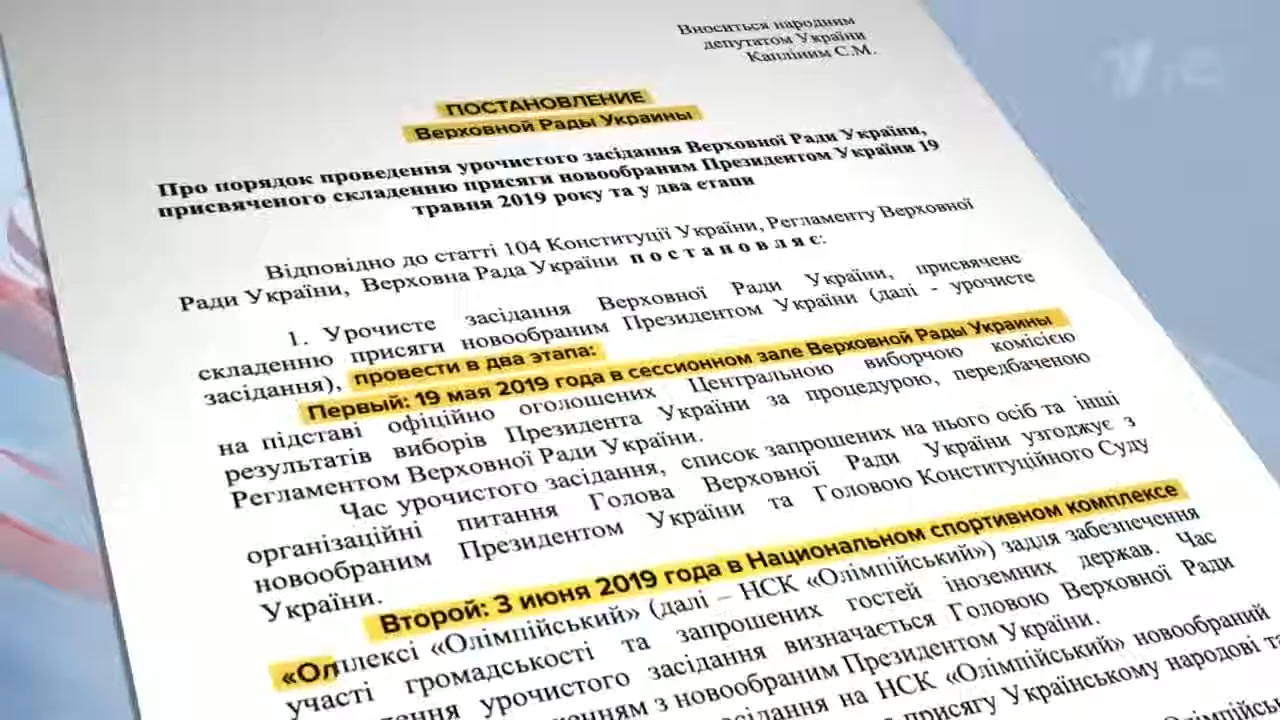 Вноситься народним
депутатом України
Капліним С.М.
ПОСТАНОВЛЕНИЕ
Верховной Рады Украины
Про порядок проведення урочистого засідання Верховної Ради України,
присвяченого складенню присяги новообраним Президентом України 19
травня 2019 року та у два етапи
Відповідно до статті 104 Конституції України, Регламенту Верховної
Ради України, Верховна Рада України п о с т а н о в л я є:
1. Урочисте засідання Верховної Ради України, присвячене
складенню присяги новообраним Президентом України (далі - урочисте
засідання), провести в два этапа:
Первый: 19 мая 2019 года в сессионном зале Верховной Рады Украины
на підставі офіційно оголошених Центральною виборчою комісією
результатів виборів Президента України за процедурою, передбаченою
Регламентом Верховної Ради України.
Час урочистого засідання, список запрошених на нього осіб та інші
організаційні питання Голова Верховної Ради України узгоджує з
новообраним Президентом України та Головою Конституційного Суду
України.
Второй: 3 июня 2019 года в Национальном спортивном комплексе
«Олплексі «Олімпійський» (далі – НСК «Олімпійський») задля забезпечення
участі громадськості та запрошених гостей іноземних держав. Час
урочистого засідання визначається Головою Верховної Ради
з новообраним Президентом України.
на НСК «Олімпійський» новообраний
присягу Українському народові